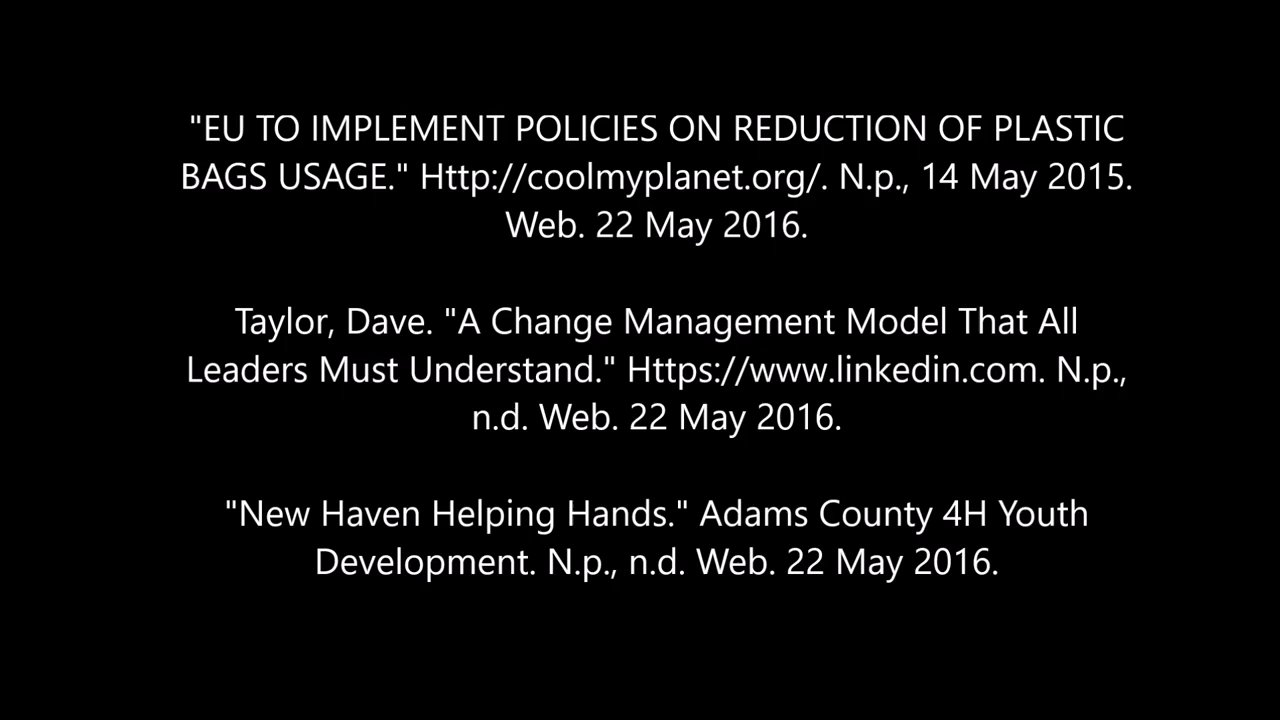 "EU TO IMPLEMENT POLICIES ON REDUCTION OF PLASTIC
BAGS USAGE." Http://coolmyplanet.org/. N.p., 14 May 2015.
Web. 22 May 2016.
Taylor, Dave. "A Change Management Model That All
Leaders Must Understand." Https://www.linkedin.com. N.p.,
n.d. Web. 22 May 2016.
"New Haven Helping Hands." Adams County 4H Youth
Development. N.p., n.d. Web. 22 May 2016.